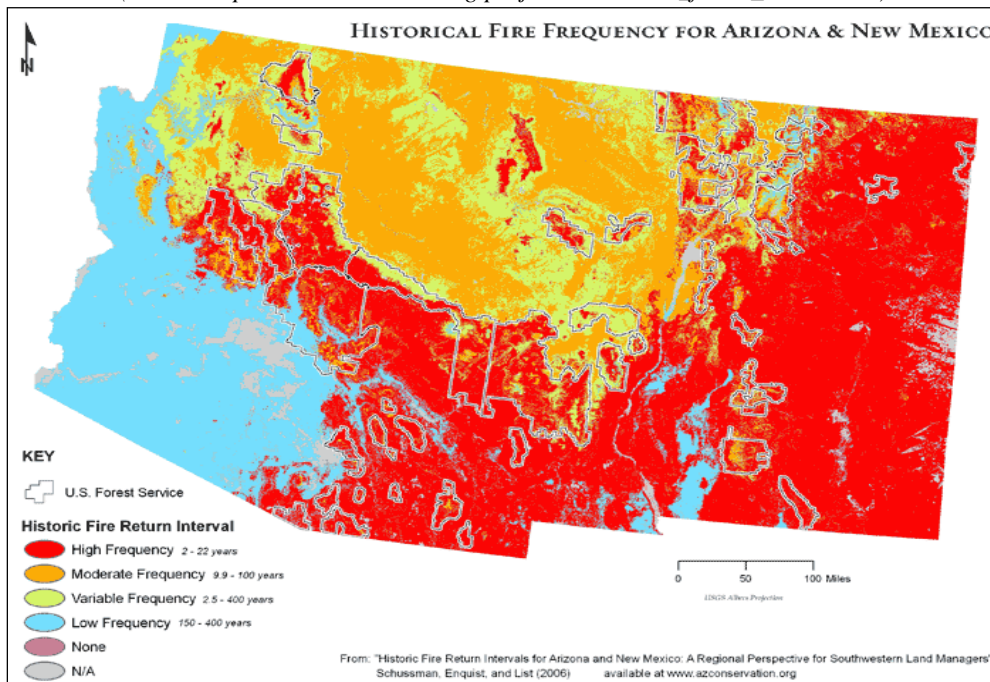 HISTORICAL FIRE FREQUENCY FOR ARIZONA & NEW MEXICO
N
KEY
U.S. Forest Service
Historic Fire Return Interval
High Frequency 2 - 22 years
Moderate Frequency 9.9 - 100 years
Variable Frequency 2.5 - 400 years
Low Frequency 150 - 400 years
None
N/A
0 50 100 Miles
USGS Albers Projection
From: "Historic Fire Return Intervals for Arizona and New Mexico: A Regional Perspective for Southwestern Land Managers"
Schussman, Enquist, and List (2006) available at www.azconservation.org